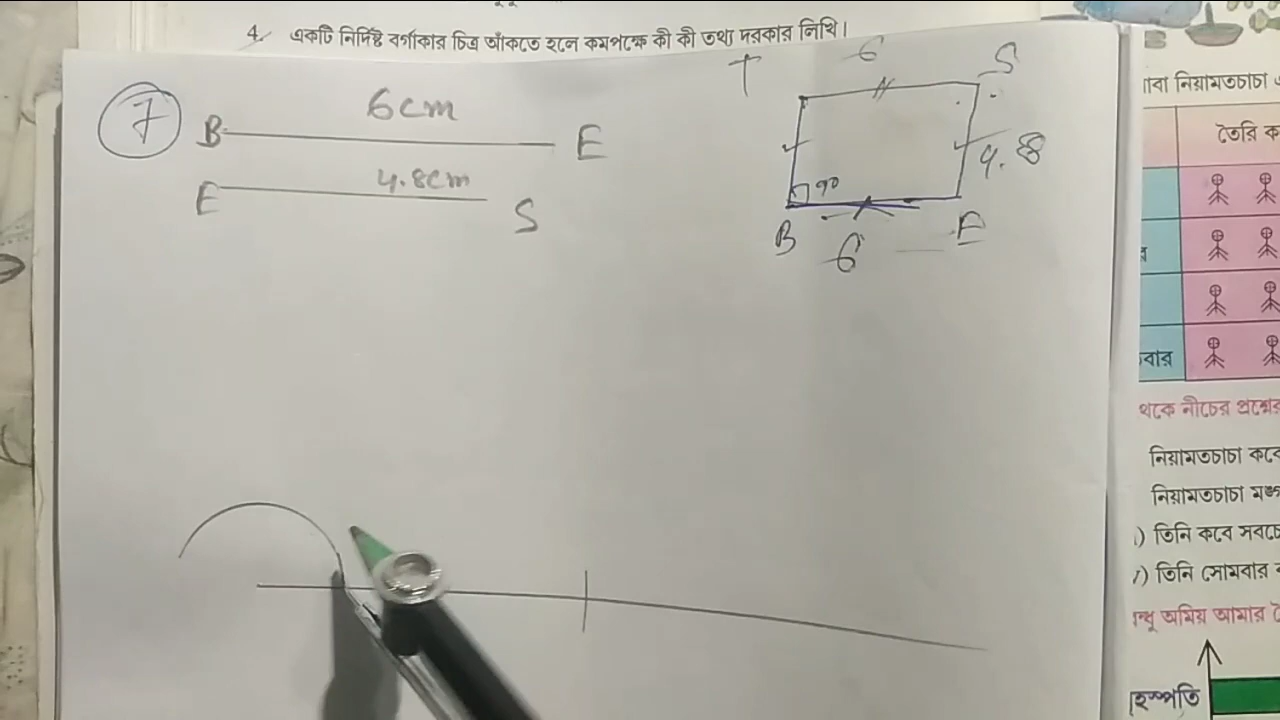 4. একটি নির্দিষ্ট বর্গাকার চিত্র আঁকতে হলে কমপক্ষে কী কী তথ্য দরকার লিখি।
7
B 6cm E
E 4.8cm S
T 6 S
4.8
90
B 6 E
বাবা নিয়ামতচাচা
তৈরি ক
বার
থেকে নীচের প্রশ্নের
নিয়ামতচাচা কবে
নিয়ামতচাচা মঙ্গ
) তিনি কবে সবচে
) তিনি সোমবার
বন্ধু অমিয় আমার
বৃহস্পতি